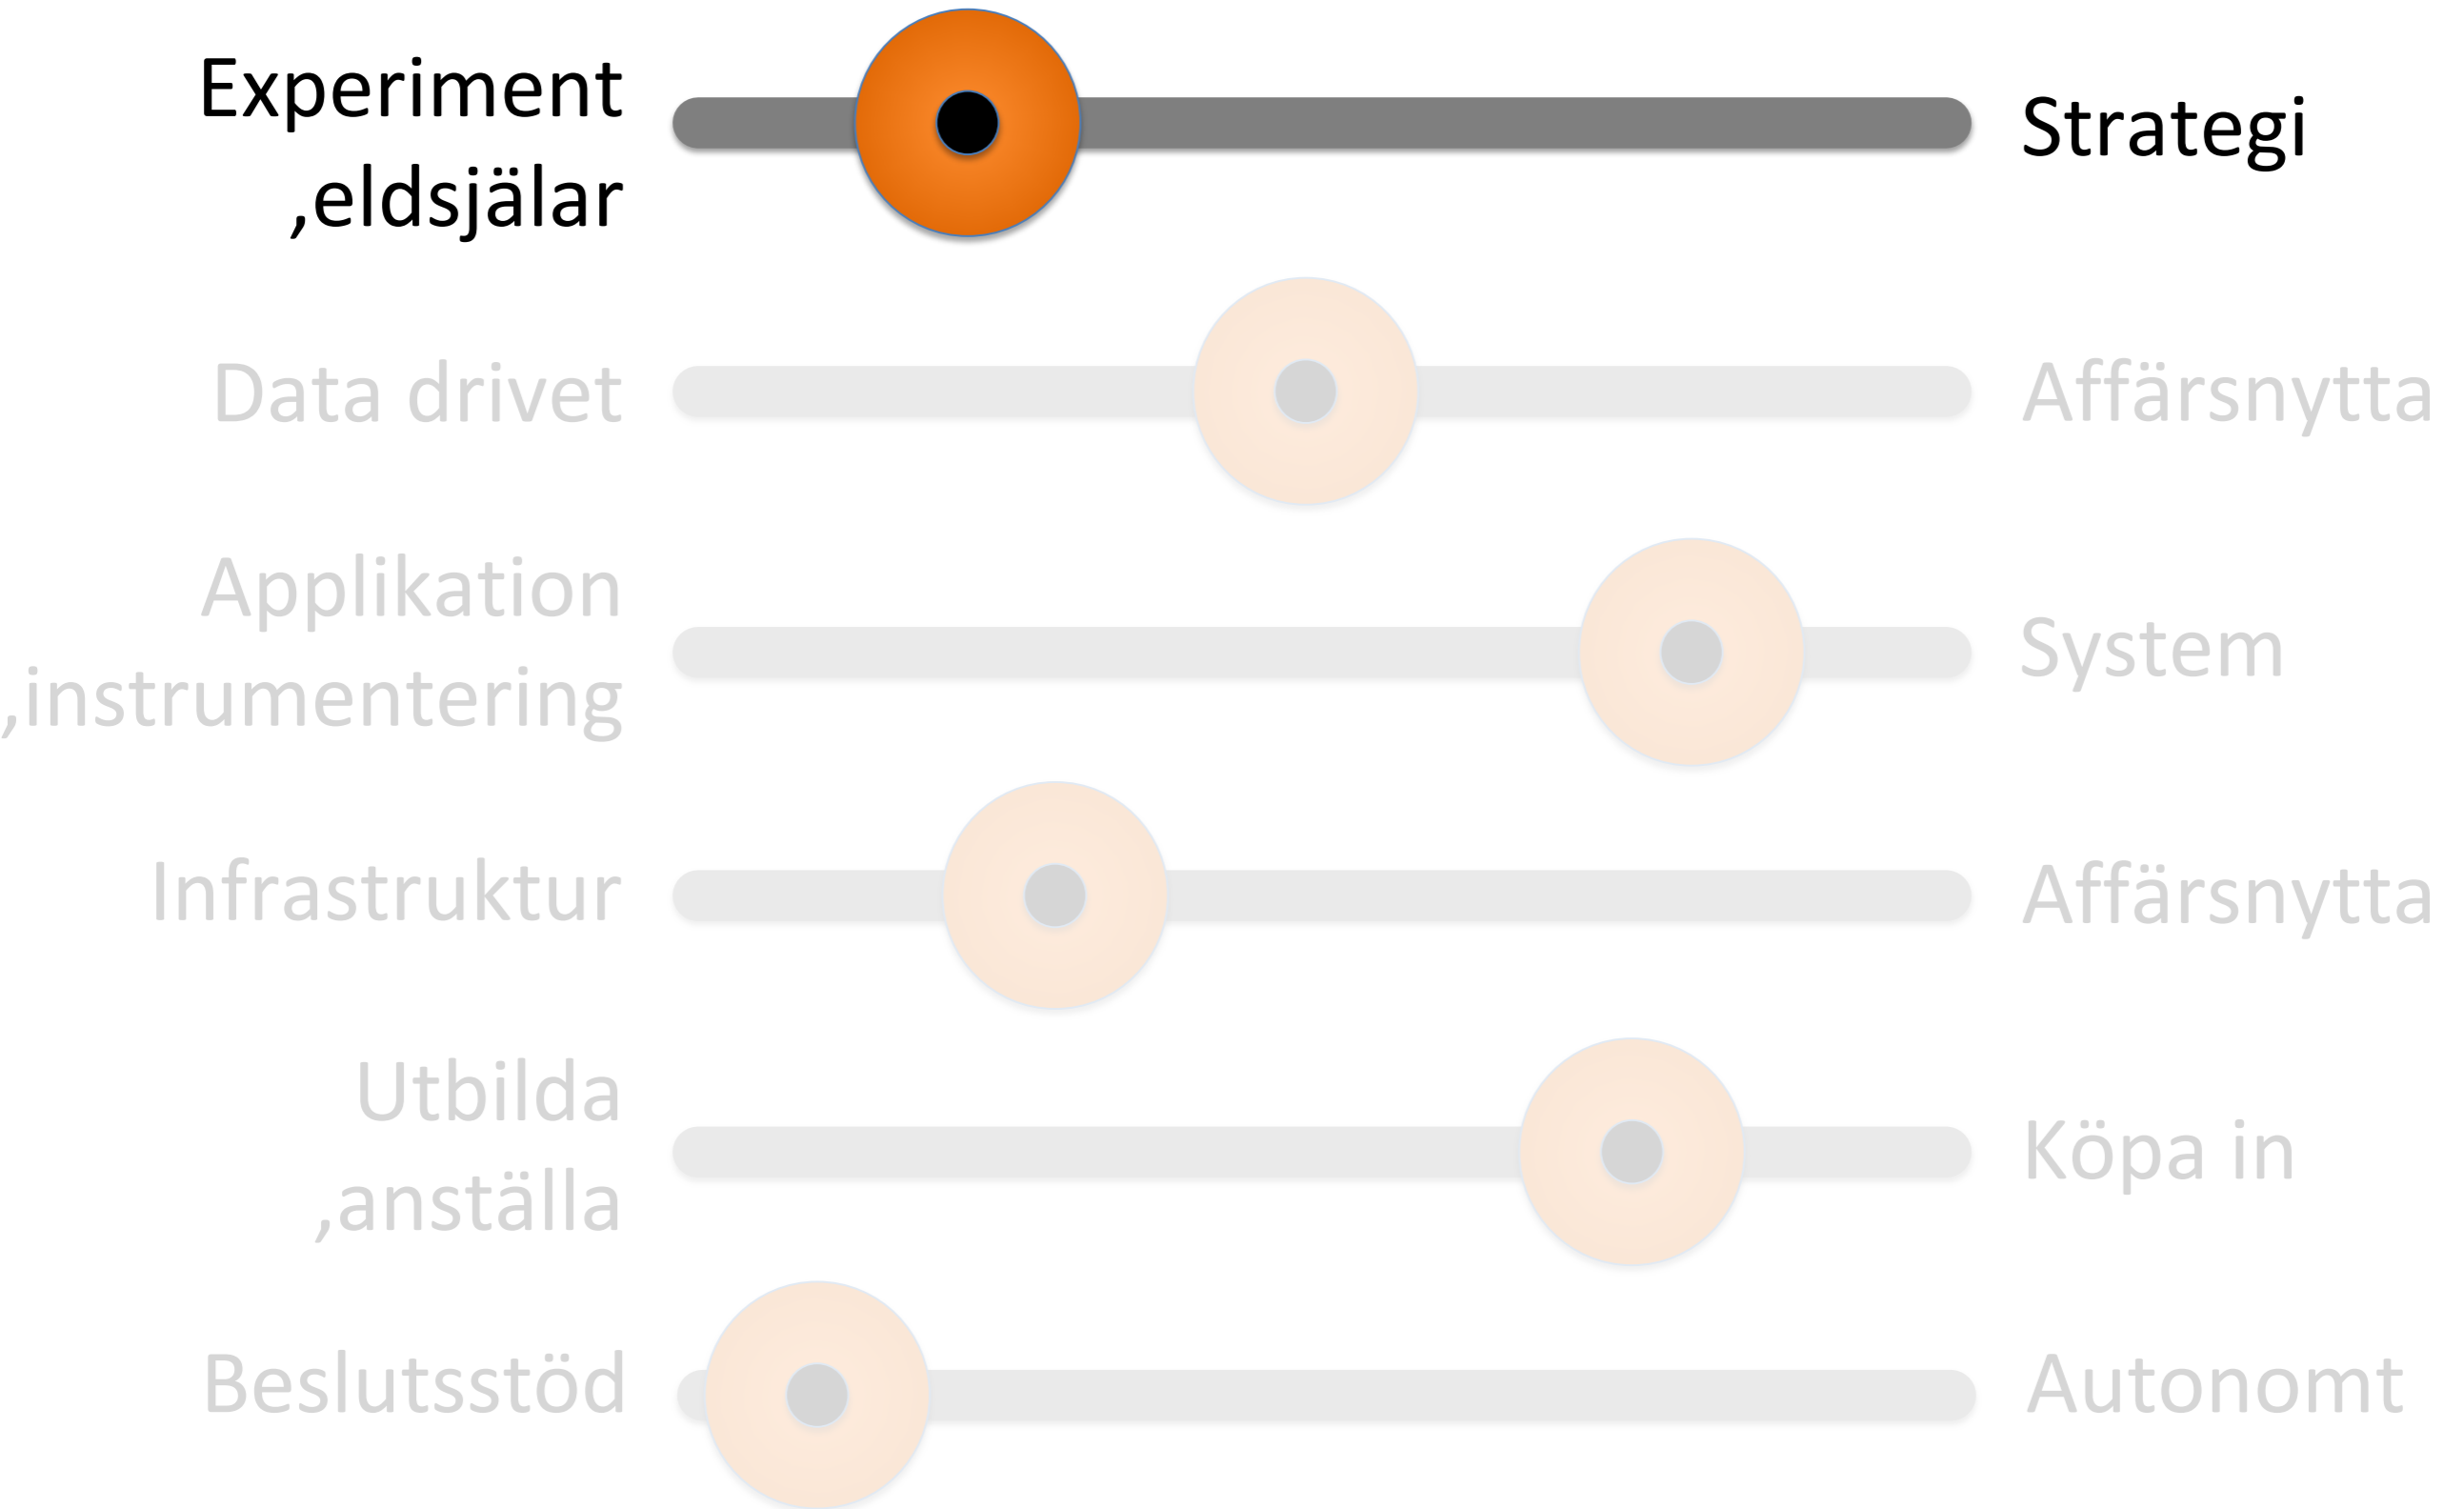 Experiment
,eldsjälar
Strategi
Data drivet
Affärsnytta
Applikation
,instrumentering
System
Infrastruktur
Affärsnytta
Utbilda
,anställa
Köpa in
Beslutsstöd
Autonomt